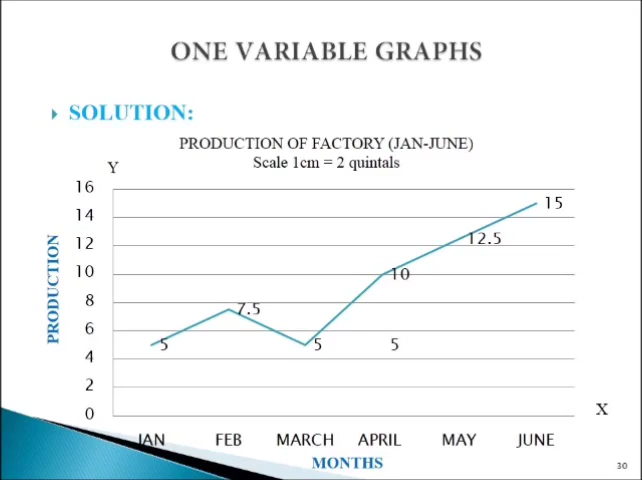 ONE VARIABLE GRAPHS
SOLUTION:
PRODUCTION OF FACTORY (JAN-JUNE)
Scale 1cm = 2 quintals
Y
16
14
12
10
8
6
4
2
0
PRODUCTION
5
7.5
5
5
10
12.5
15
X
JAN FEB MARCH APRIL MAY JUNE
MONTHS
30